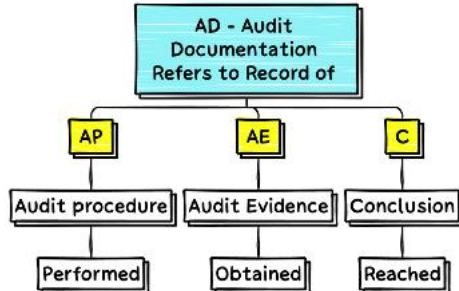 AD - Audit
Documentation
Refers to Record of
AP
AE
C
Audit procedure
Audit Evidence
Conclusion
Performed
Obtained
Reached